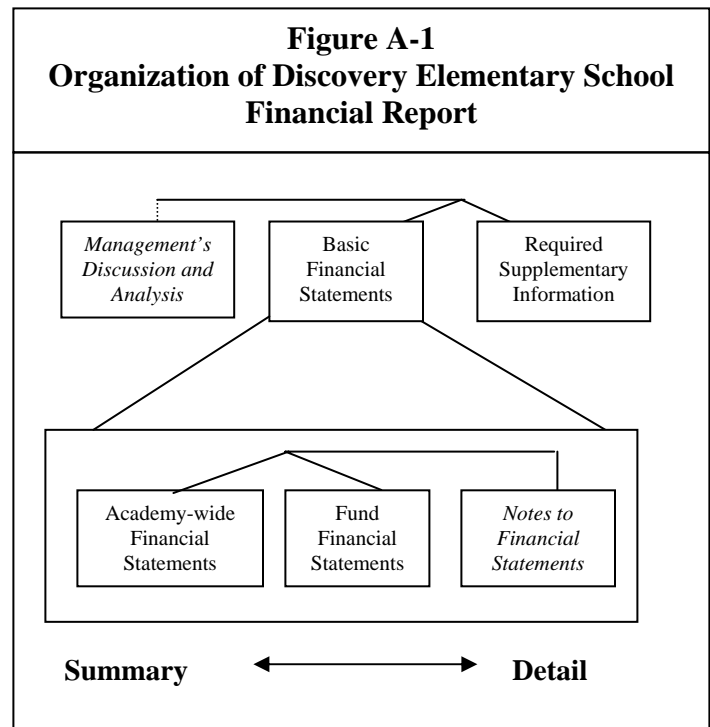 Figure A-1
Organization of Discovery Elementary School
Financial Report
Management's
Discussion and
Analysis
Basic
Financial
Statements
Required
Supplementary
Information
Academy-wide
Financial
Statements
Fund
Financial
Statements
Notes to
Financial
Statements
Summary
Detail